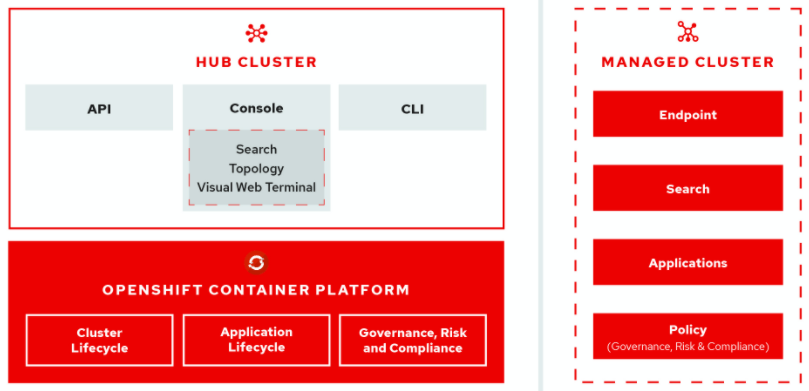 HUB CLUSTER
API
Console
CLI
Search
Topology
Visual Web Terminal
OPENSHIFT CONTAINER PLATFORM
Cluster
Lifecycle
Application
Lifecycle
Governance, Risk
and Compliance
MANAGED CLUSTER
Endpoint
Search
Applications
Policy
(Governance, Risk & Compliance)